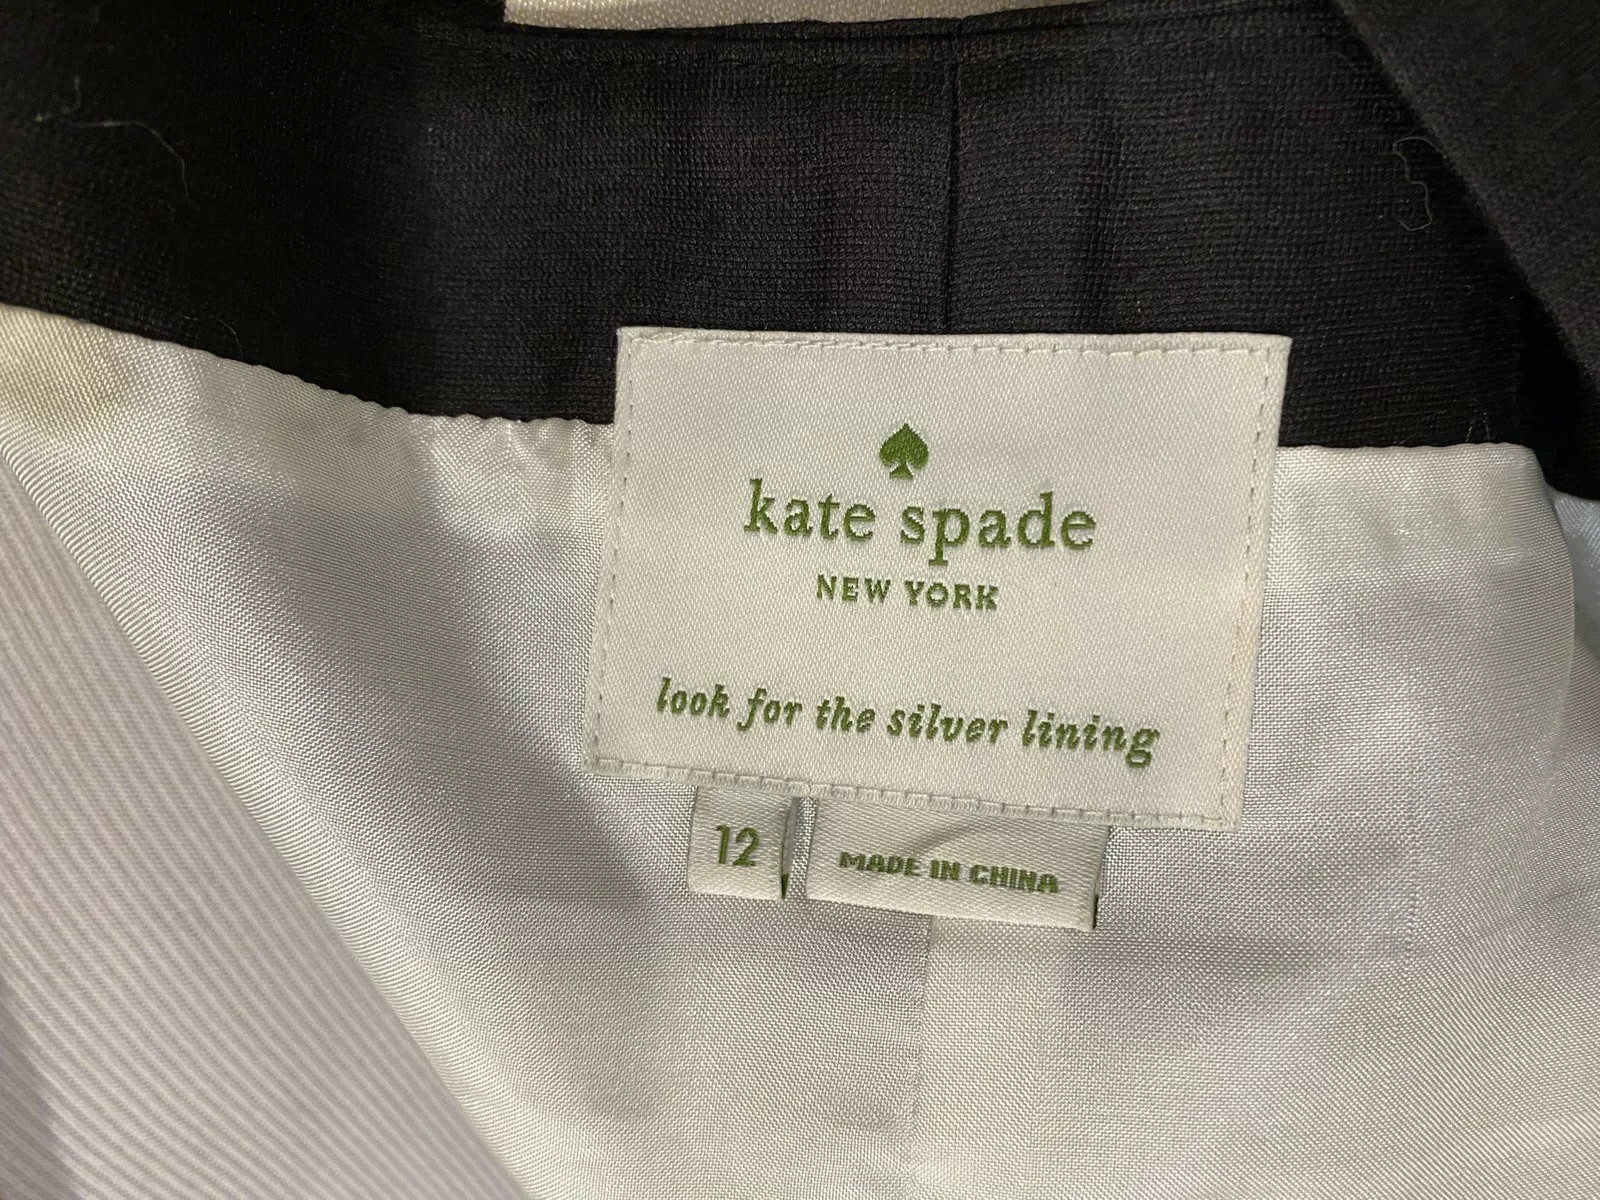 kate spade
NEW YORK
look for the silver lining
12
MADE IN CHINA